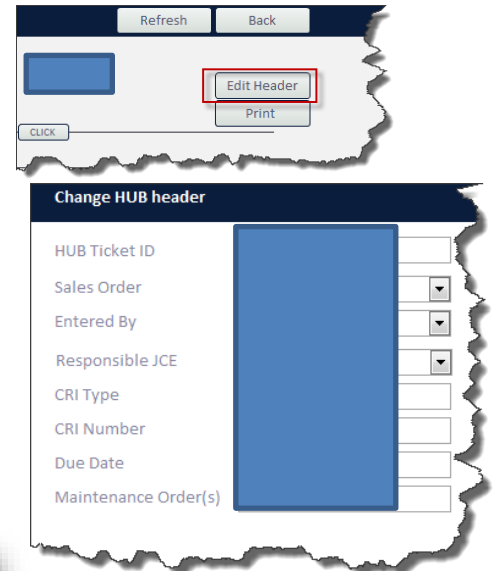 Refresh Back
Edit Header
Print
CLICK
Change HUB header
HUB Ticket ID
Sales Order
Entered By
Responsible JCE
CRI Type
CRI Number
Due Date
Maintenance Order(s)